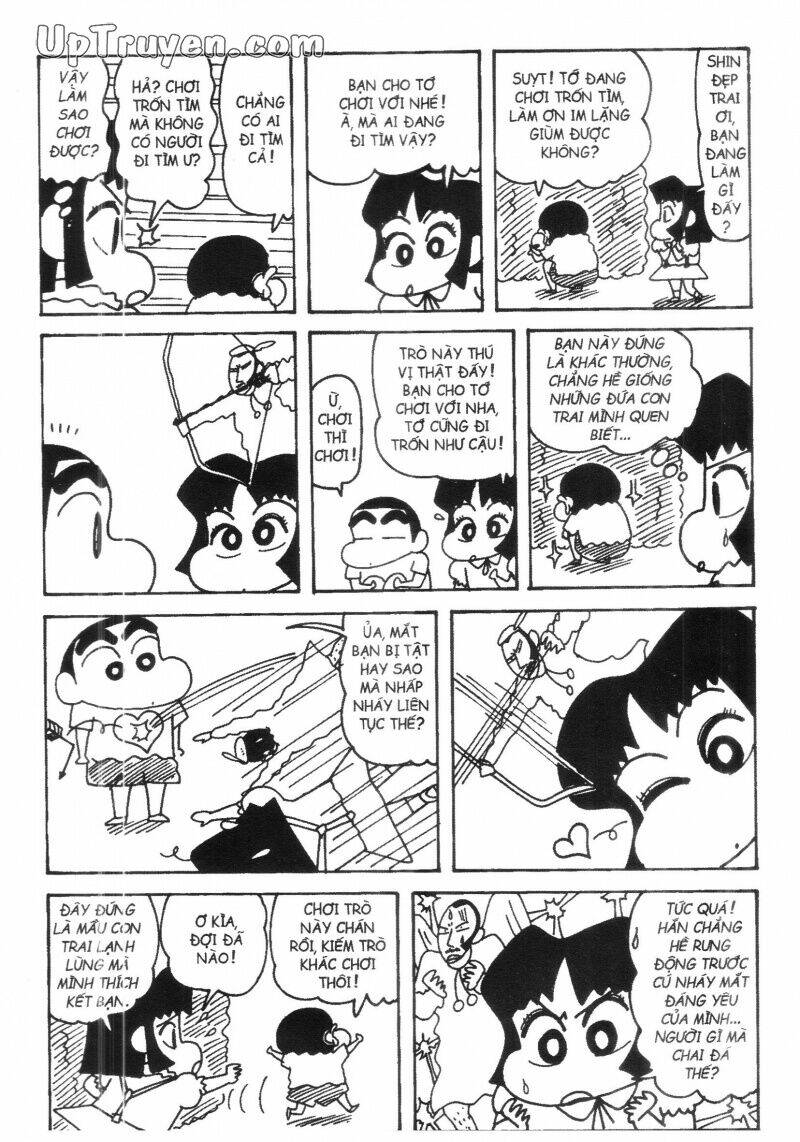 UpTruyen.com
SHIN
ĐẸP
TRAI
ƠI,
BẠN
ĐANG
LÀM
GÌ
ĐẤY
?
SUỴT! TỚ ĐANG
CHƠI TRỐN TÌM,
LÀM ƠN IM LẶNG
GIÙM ĐƯỢC
KHÔNG?
BẠN CHO TỚ
CHƠI VỚI NHÉ!
À, MÀ AI ĐANG
ĐI TÌM VẬY?
CHẲNG
CÓ AI
ĐI TÌM
CẢ!
HẢ? CHƠI
TRỐN TÌM
MÀ KHÔNG
CÓ NGƯỜI
ĐI TÌM Ư?
VẬY
LÀM
SAO
CHƠI
ĐƯỢC?
BẠN NÀY ĐÚNG
LÀ KHÁC THƯỜNG,
CHẲNG HỀ GIỐNG
NHỮNG ĐỨA CON
TRAI MÌNH QUEN
BIẾT...
TRÒ NÀY THÚ
VỊ THẬT ĐẤY!
BẠN CHO TỚ
CHƠI VỚI NHA,
TỚ CŨNG ĐI
TRỐN NHƯ CẬU!
Ừ,
CHƠI
THÌ
CHƠI!
ỦA, MẮT
BẠN BỊ TẬT
HAY SAO
MÀ NHẤP
NHÁY LIÊN
TỤC THẾ?
TỨC QUÁ!
HẮN CHẲNG
HỀ RUNG
ĐỘNG TRƯỚC
CÚ NHÁY MẮT
ĐÁNG YÊU
CỦA MÌNH...
NGƯỜI GÌ MÀ
CHAI ĐÁ
THẾ?
CHƠI TRÒ
NÀY CHÁN
RỒI, KIẾM TRÒ
KHÁC CHƠI
THÔI!
Ơ KÌA,
ĐỢI ĐÃ
NÀO!
ĐÂY ĐÚNG
LÀ MẪU CON
TRAI LẠNH
LÙNG MÀ
MÌNH THÍCH
KẾT BẠN.